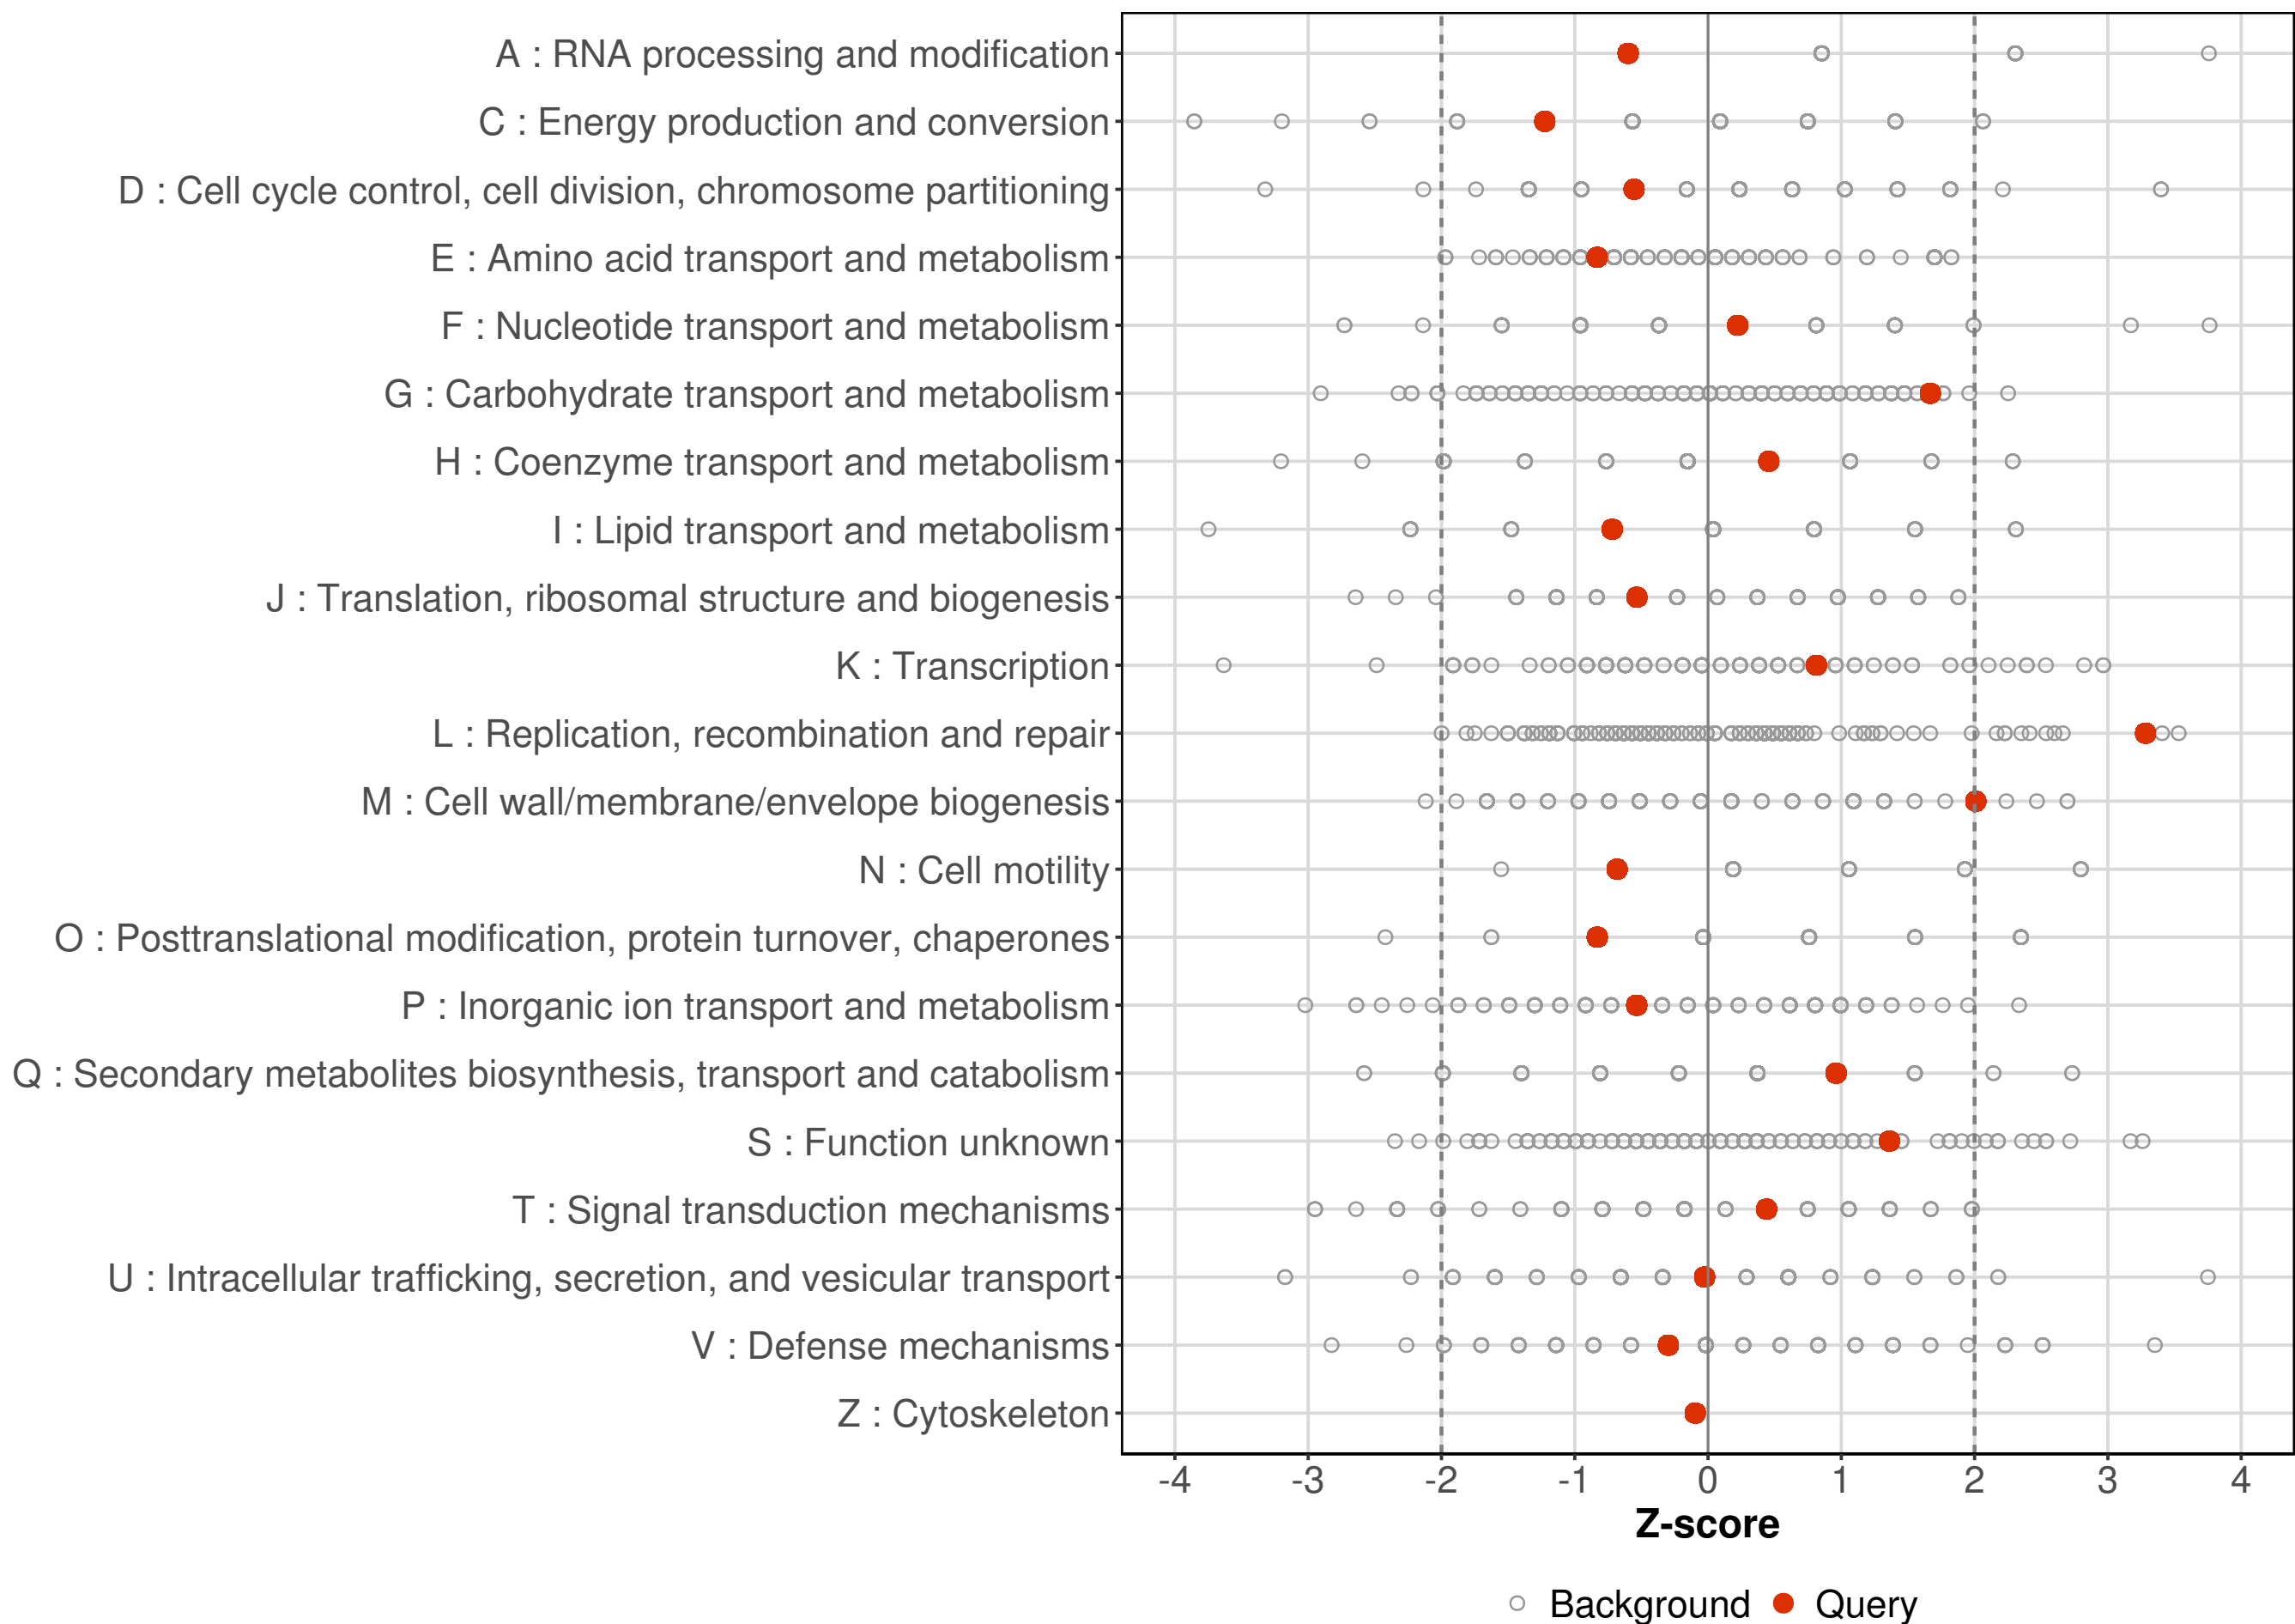 A : RNA processing and modification
C : Energy production and conversion
D : Cell cycle control, cell division, chromosome partitioning
E : Amino acid transport and metabolism
F : Nucleotide transport and metabolism
G : Carbohydrate transport and metabolism
H : Coenzyme transport and metabolism
I : Lipid transport and metabolism
J : Translation, ribosomal structure and biogenesis
K : Transcription
L : Replication, recombination and repair
M : Cell wall/membrane/envelope biogenesis
N : Cell motility
O : Posttranslational modification, protein turnover, chaperones
P : Inorganic ion transport and metabolism
Q : Secondary metabolites biosynthesis, transport and catabolism
S : Function unknown
T : Signal transduction mechanisms
U : Intracellular trafficking, secretion, and vesicular transport
V : Defense mechanisms
Z : Cytoskeleton
-4 -3 -2 -1 0 1 2 3 4
Z-score
Background Query